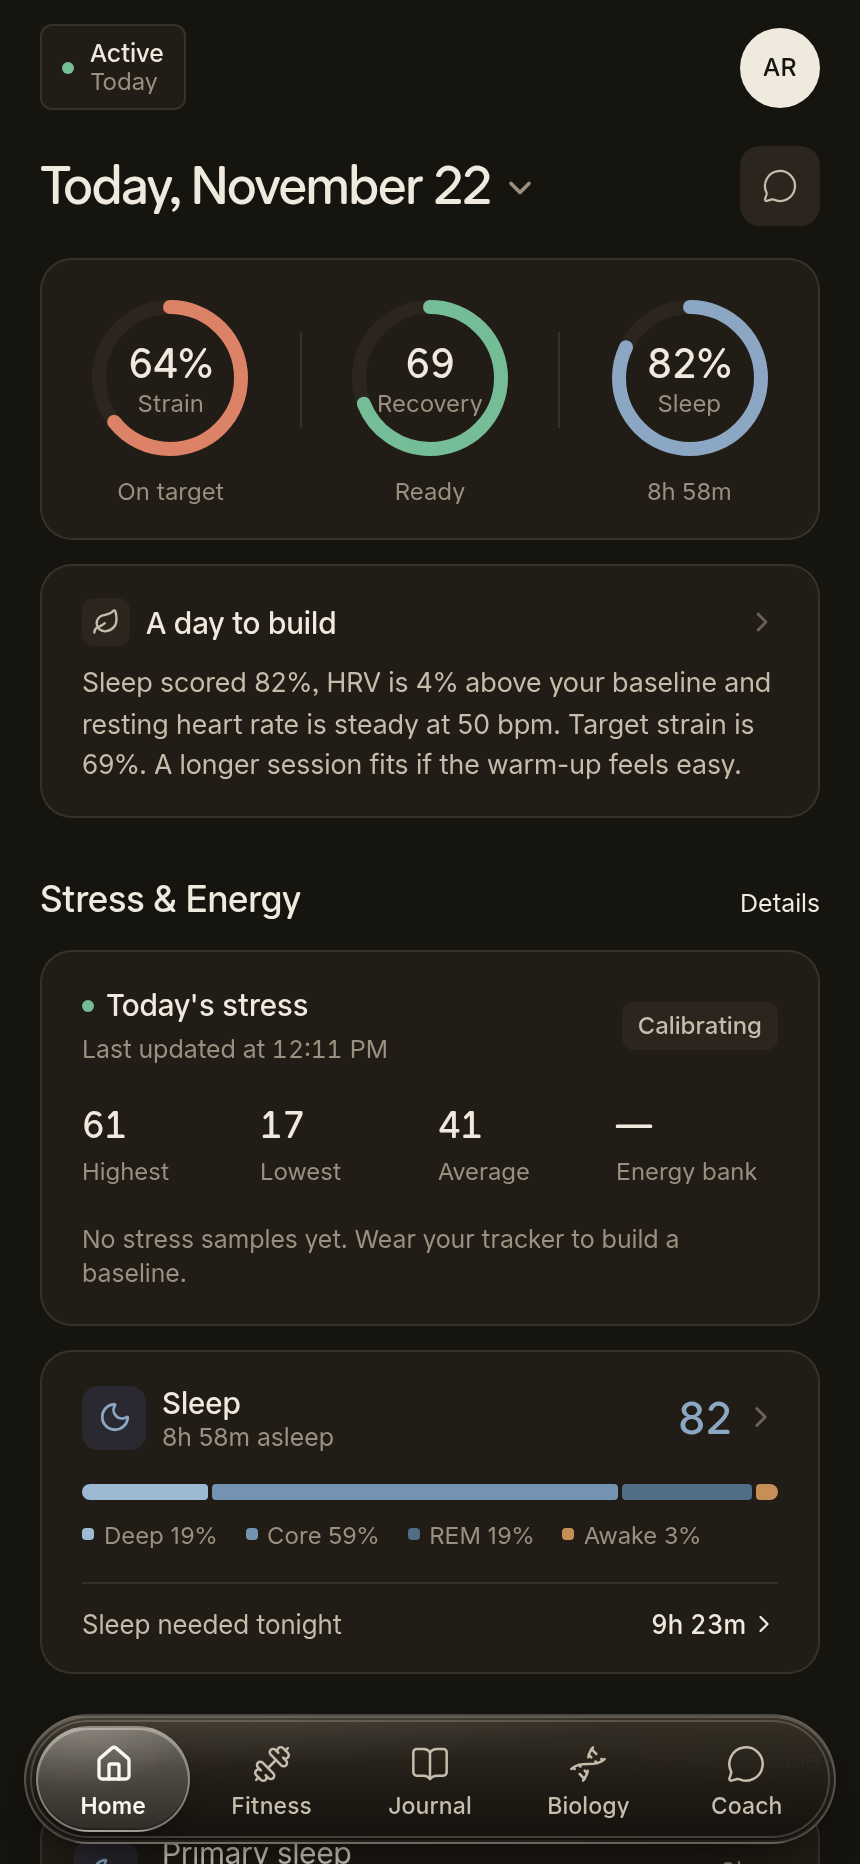 Active
Today
AR
Today, November 22
64%
Strain
On target
69
Recovery
Ready
82%
Sleep
8h 58m
A day to build
Sleep scored 82%, HRV is 4% above your baseline and
resting heart rate is steady at 50 bpm. Target strain is
69%. A longer session fits if the warm-up feels easy.
Stress & Energy
Details
Today's stress
Last updated at 12:11 PM
Calibrating
61
Highest
17
Lowest
41
Average
—
Energy bank
No stress samples yet. Wear your tracker to build a
baseline.
Sleep
8h 58m asleep
82
Deep 19%
Core 59%
REM 19%
Awake 3%
Sleep needed tonight
9h 23m
Home
Fitness
Journal
Biology
Coach
Primary sleep